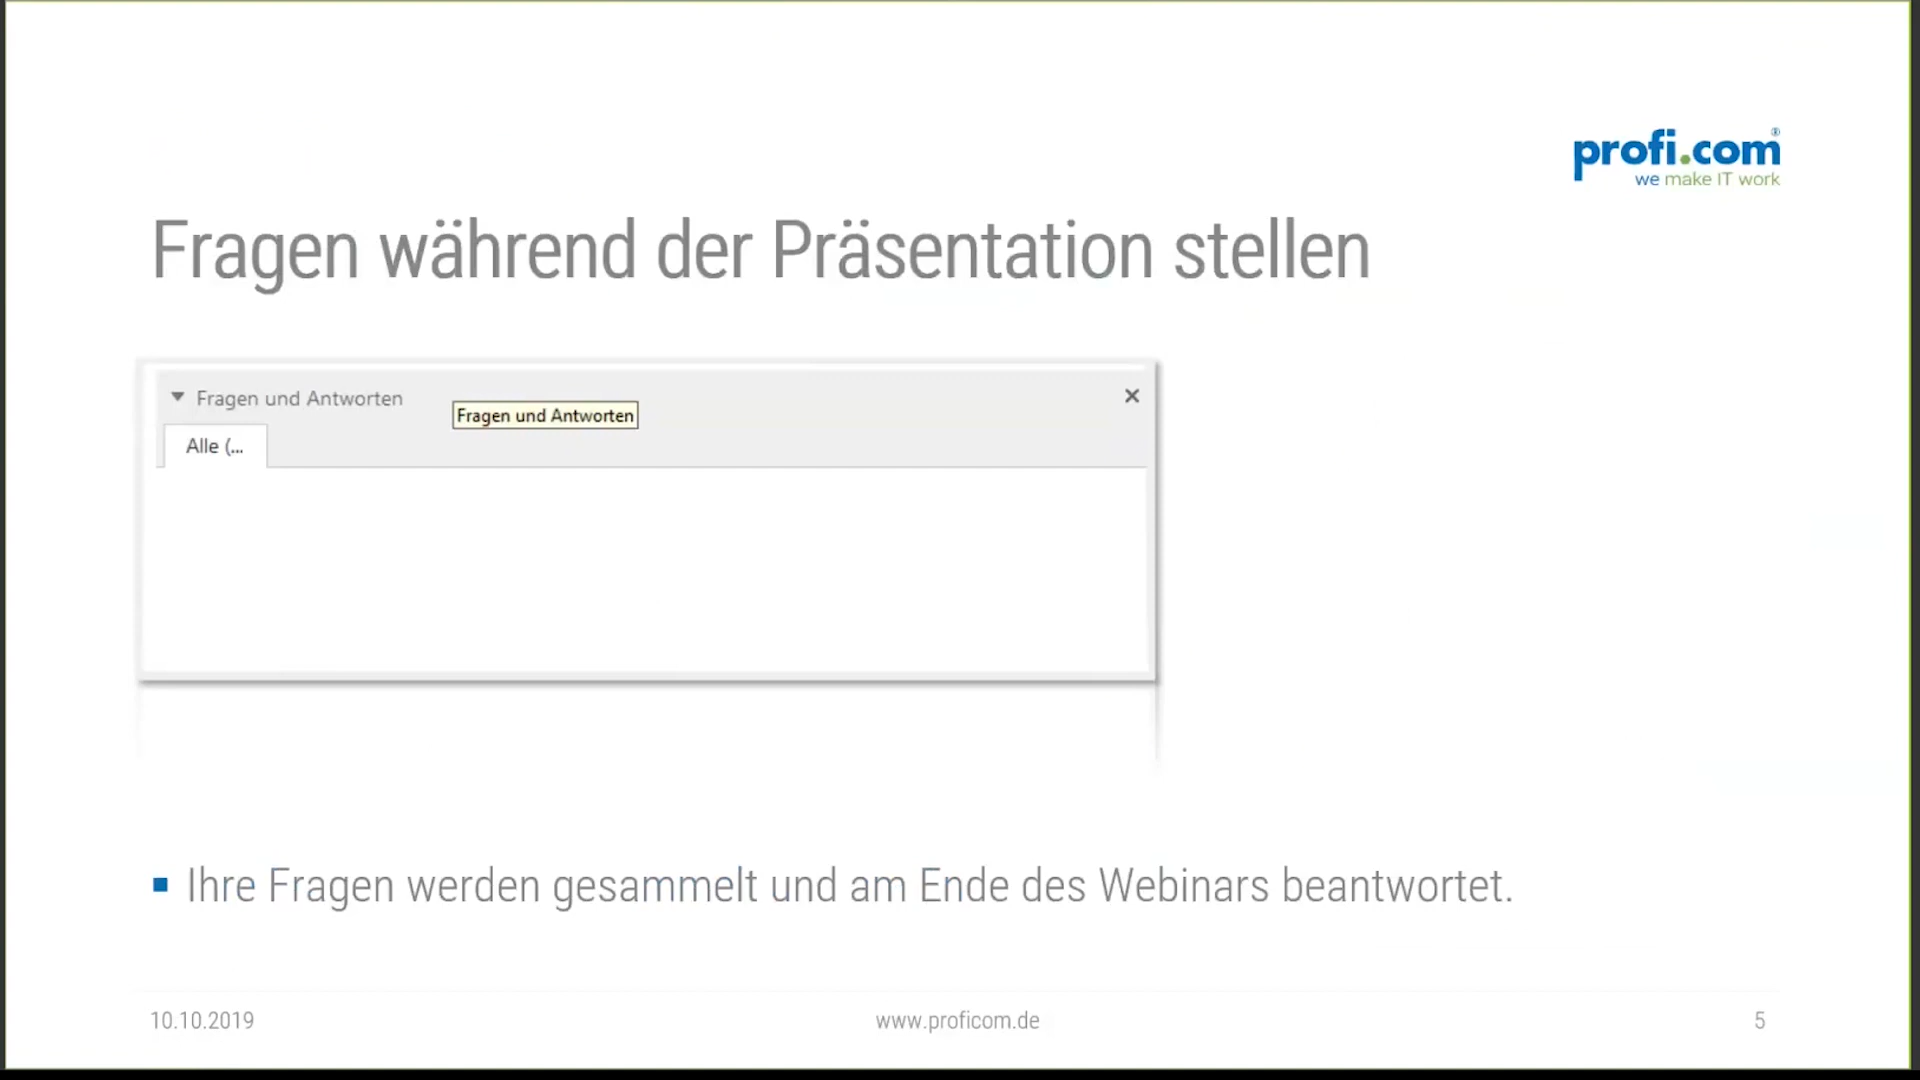 profi.com®
we make IT work
Fragen während der Präsentation stellen
Fragen und Antworten
Fragen und Antworten
Alle (...
Ihre Fragen werden gesammelt und am Ende des Webinars beantwortet.
10.10.2019
www.proficom.de
5